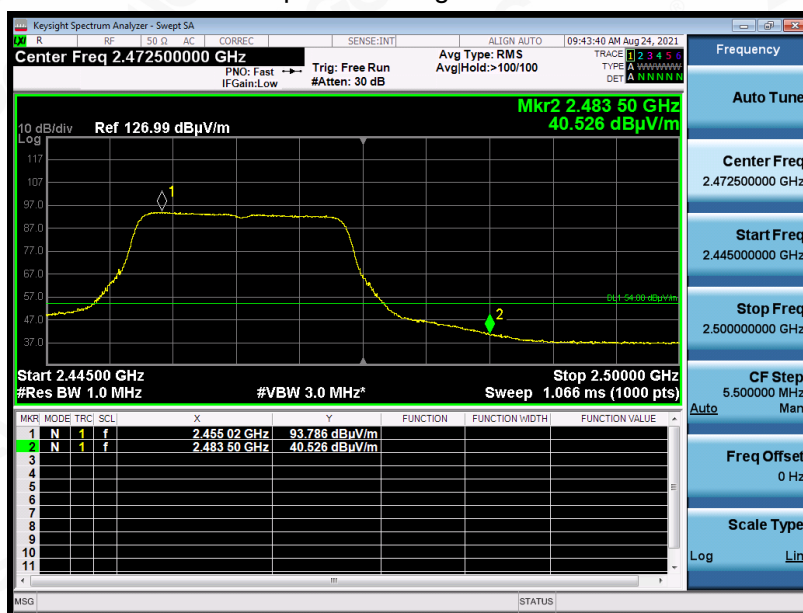 Keysight Spectrum Analyzer - Swept SA
LXI R RF 50 Ω AC CORREC SENSE:INT ALIGN AUTO 09:43:40 AM Aug 24, 2021
Center Freq 2.472500000 GHz
PNO: Fast
IFGain:Low
Trig: Free Run
#Atten: 30 dB
Avg Type: RMS
Avg|Hold:>100/100
TRACE 1 2 3 4 5 6
TYPE A WWWWW
DET A N N N N N
Mkr2 2.483 50 GHz
40.526 dBµV/m
10 dB/div Ref 126.99 dBµV/m
Log
117
107
97.0
87.0
77.0
67.0
57.0
47.0
37.0
1
2
DL1 54.00 dBµV/m
Start 2.44500 GHz Stop 2.50000 GHz
#Res BW 1.0 MHz #VBW 3.0 MHz* Sweep 1.066 ms (1000 pts)
MKR MODE TRC SCL X Y FUNCTION FUNCTION WIDTH FUNCTION VALUE
1 N 1 f 2.455 02 GHz 93.786 dBµV/m
2 N 1 f 2.483 50 GHz 40.526 dBµV/m
3
4
5
6
7
8
9
10
11
MSG STATUS
Frequency
Auto Tune
Center Freq
2.472500000 GHz
Start Freq
2.445000000 GHz
Stop Freq
2.500000000 GHz
CF Step
5.500000 MHz
Auto Man
Freq Offset
0 Hz
Scale Type
Log Lin